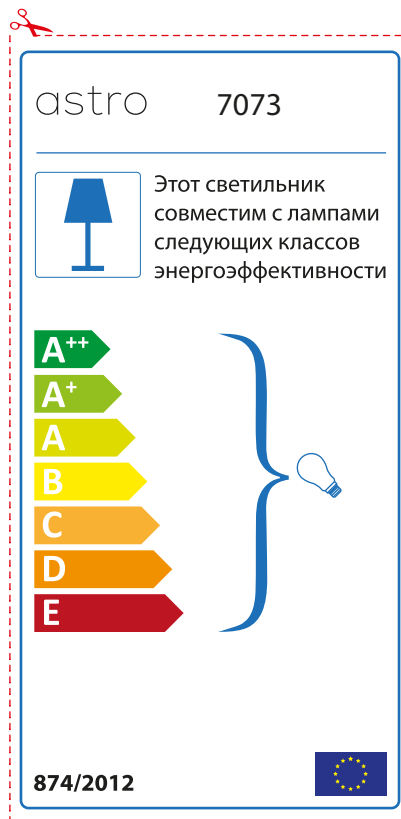 astro 7073
Этот светильник
совместим с лампами
следующих классов
энергоэффективности
A++
A+
A
B
C
D
E
874/2012